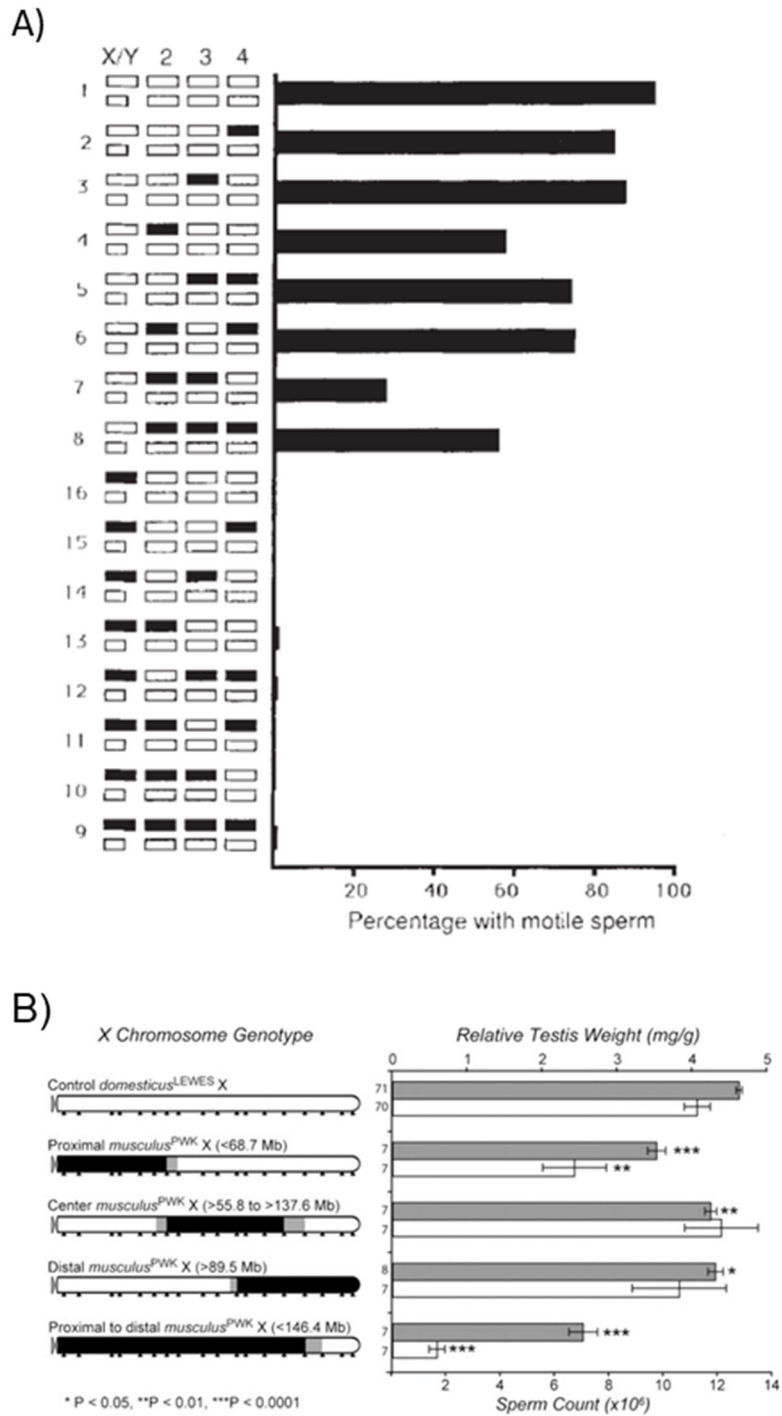 A)
X/Y 2 3 4
1
2
3
4
5
6
7
8
16
15
14
13
12
11
10
9
20 40 60 80 100
Percentage with motile sperm
B)
X Chromosome Genotype
Relative Testis Weight (mg/g)
0 1 2 3 4 5
Control domesticusLEWES X
71
70
Proximal musculusPWK X (<68.7 Mb)
7 ***
7 **
Center musculusPWK X (>55.8 to >137.6 Mb)
7 **
7
Distal musculusPWK X (>89.5 Mb)
8 *
7
Proximal to distal musculusPWK X (<146.4 Mb)
7 ***
7 ***
2 4 6 8 10 12 14
* P < 0.05, **P < 0.01, ***P < 0.0001
Sperm Count (x10⁶)